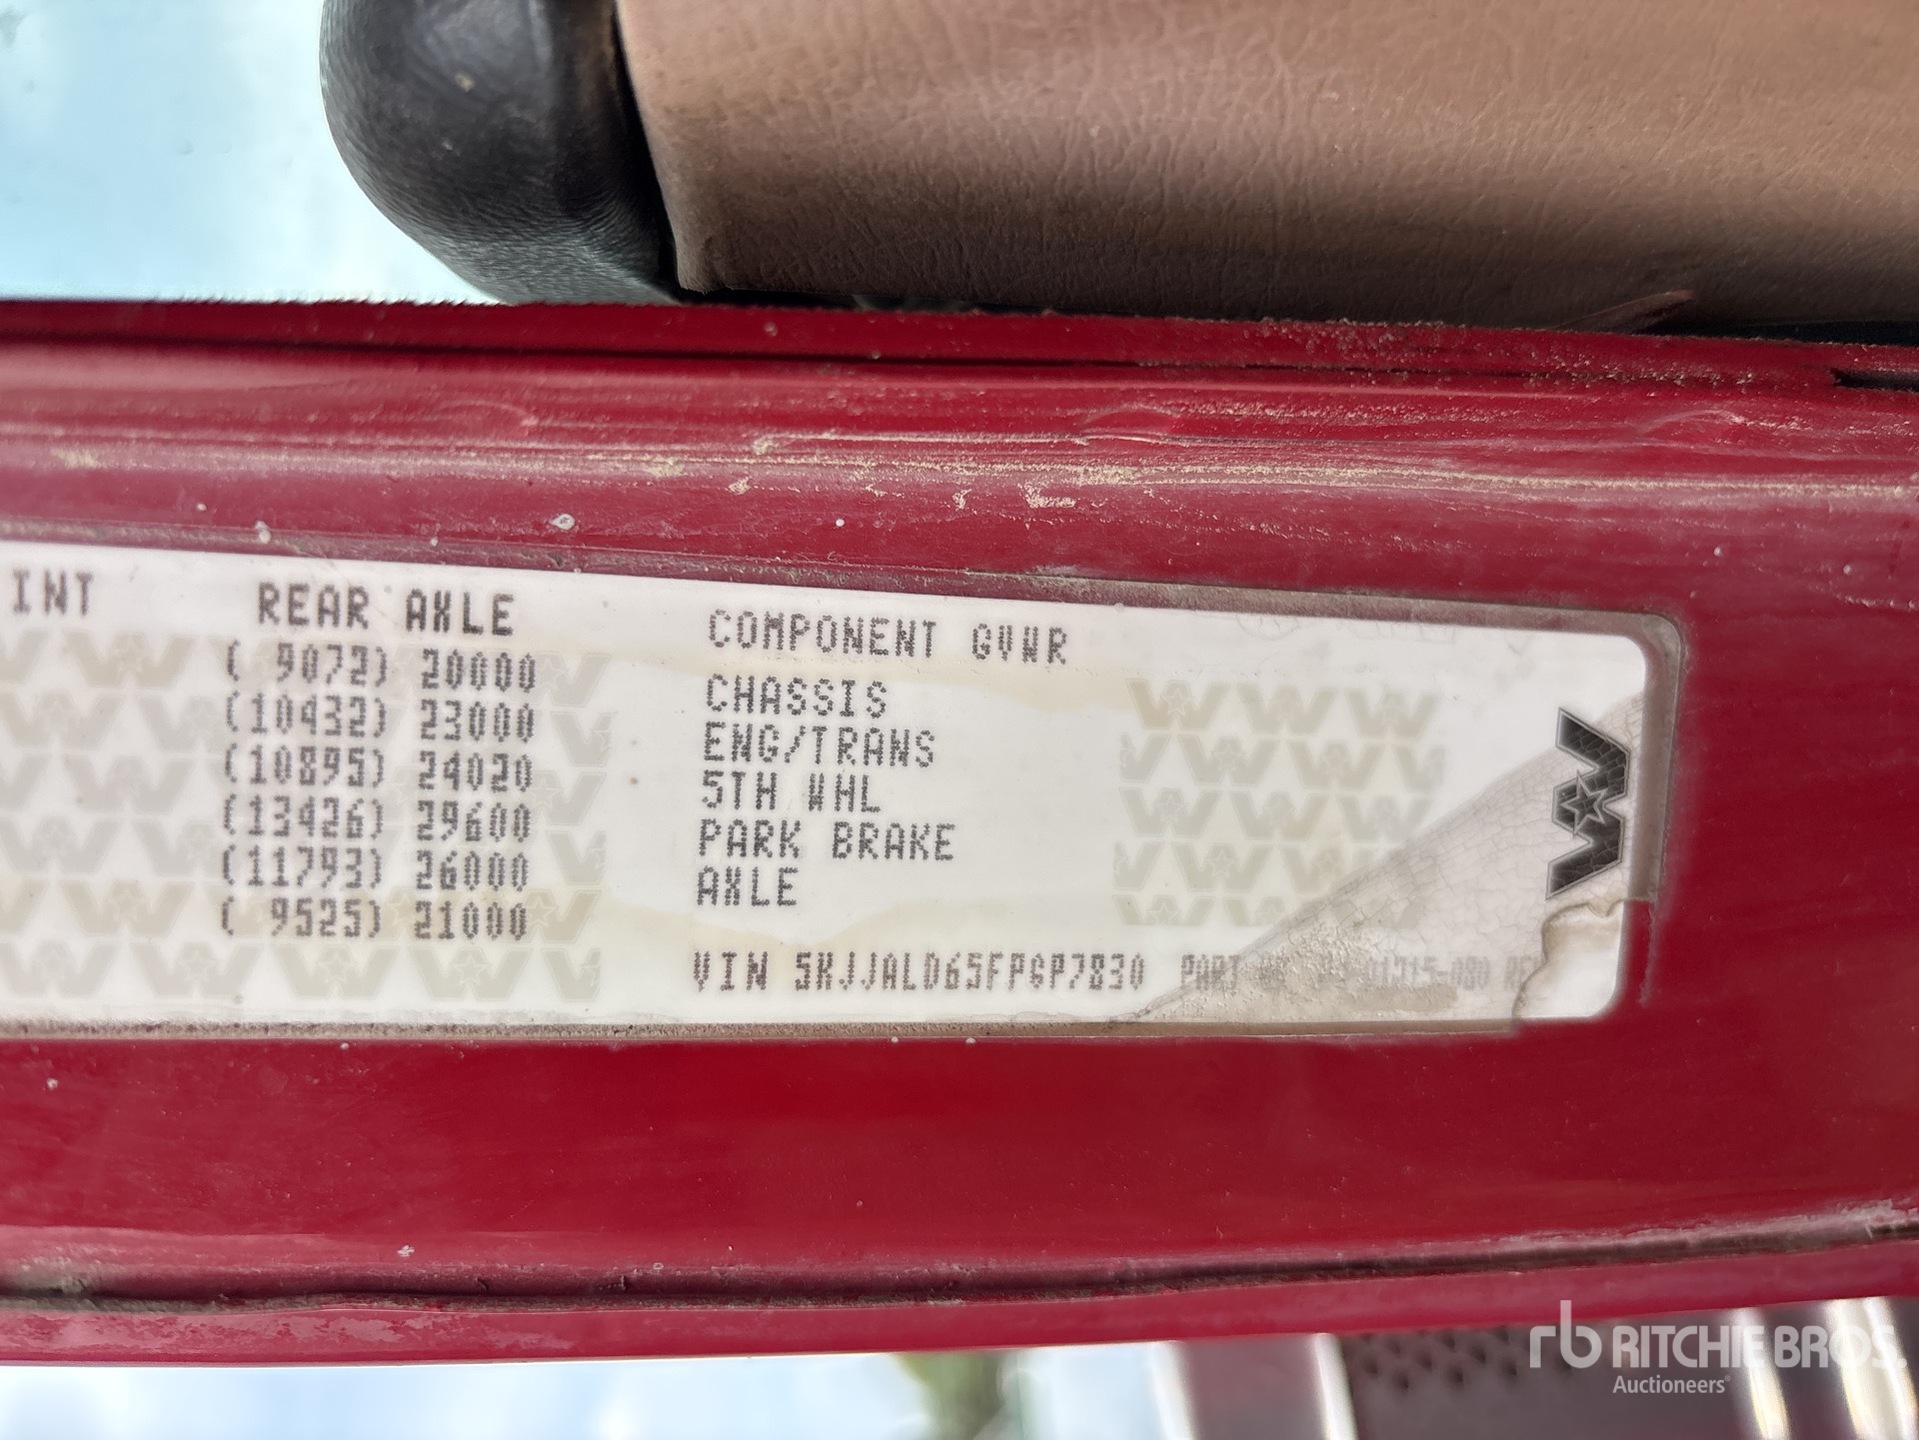 INT REAR AXLE COMPONENT GVWR
( 9072) 20000 CHASSIS
(10432) 23000 ENG/TRANS
(10895) 24020 5TH WHL
(13426) 29600 PARK BRAKE
(11793) 26000 AXLE
( 9525) 21000
VIN 5KJJALD65FPGP7830 PART
RITCHIE BROS.
Auctioneers